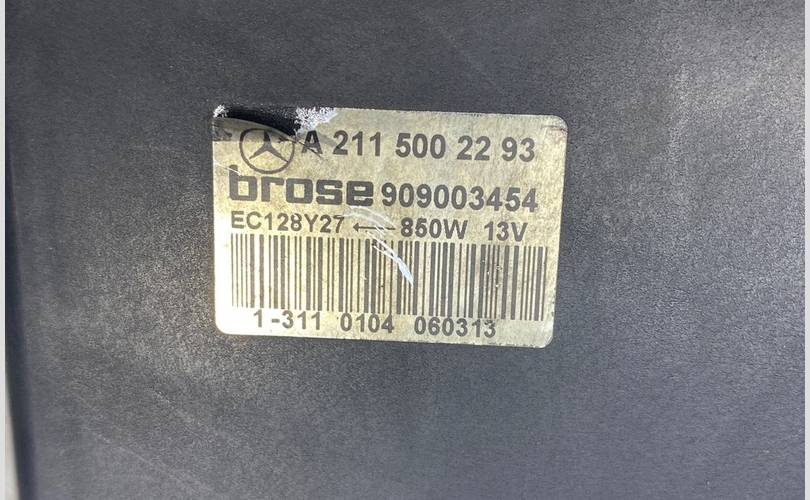 A 211 500 22 93
brose 909003454
EC128Y27 ←-- 850W 13V
1-311 0104 060313